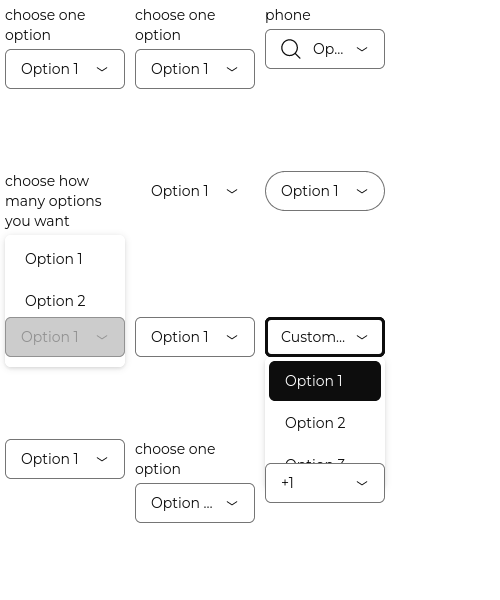 choose one
option
Option 1
choose one
option
Option 1
phone
Op...
choose how
many options
you want
Option 1
Option 2
Option 1
Option 1
Option 1
Option 1
Custom...
Option 1
Option 2
Option 3
+1
Option 1
choose one
option
Option ...